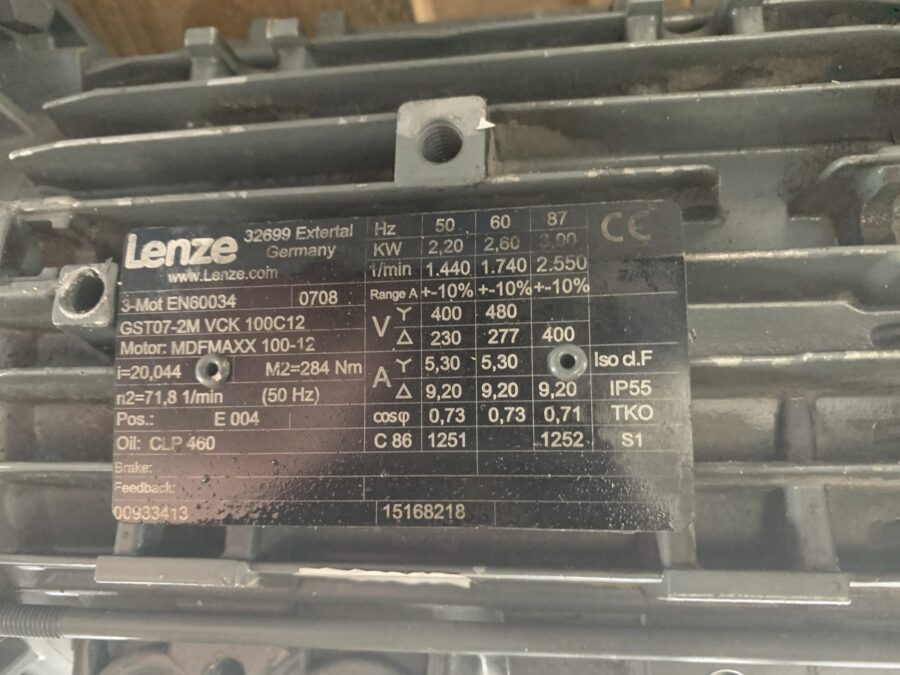 Lenze 32699 Extertal Germany
www.Lenze.com
3-Mot EN60034 0708
GST07-2M VCK 100C12
Motor: MDFMAXX 100-12
i=20,044 M2=284 Nm
n2=71,8 1/min (50 Hz)
Pos.: E 004
Oil: CLP 460
Brake:
Feedback:
00933413
Hz 50 60 87 CE
KW 2,20 2,60 3,00
1/min 1.440 1.740 2.550
Range A +-10% +-10% +-10%
V Y 400 480
Δ 230 277 400
A Y 5,30 5,30 Iso cl.F
Δ 9,20 9,20 9,20 IP55
cosφ 0,73 0,73 0,71 TKO
C 86 1251 1252 S1
15168218